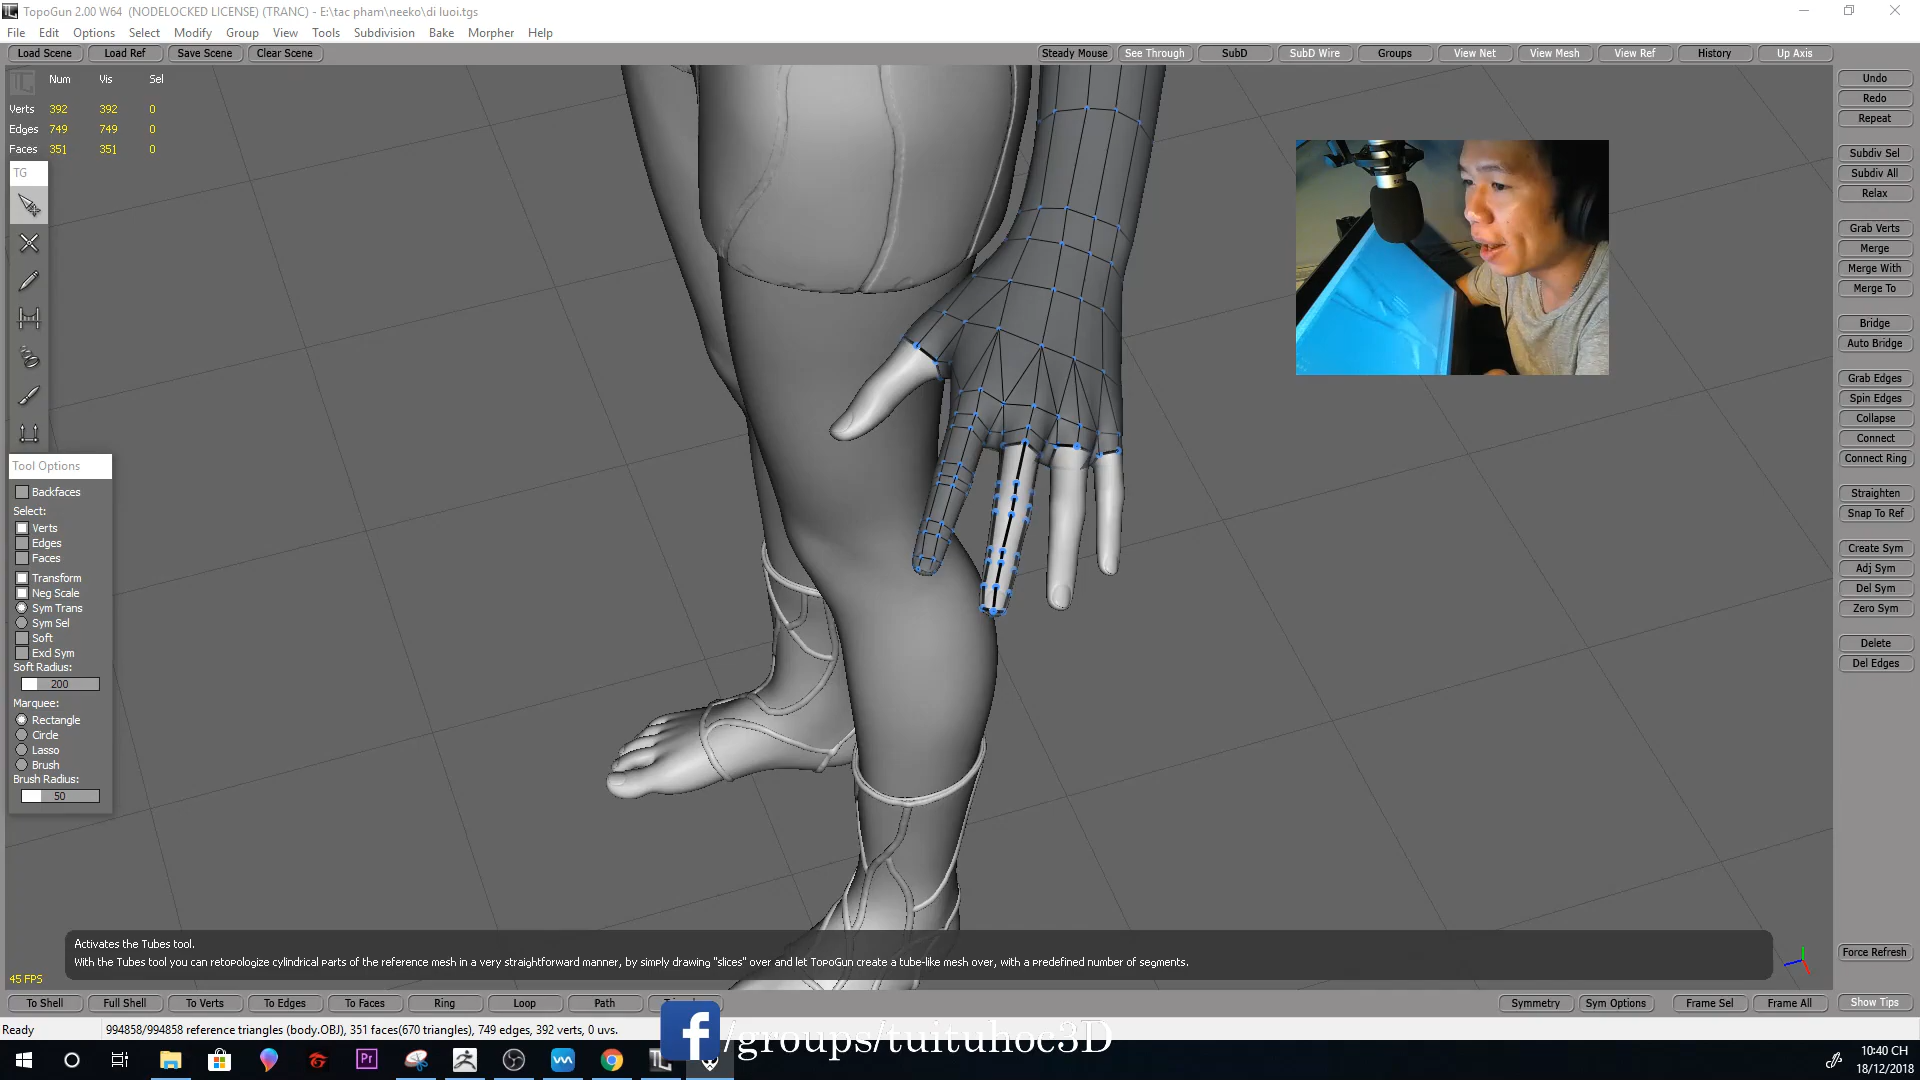 TopoGun 2.00 W64 (NODELOCKED LICENSE) (TRANC) - E:\tac pham\neeko\di luoi.tgs
File Edit Options Select Modify Group View Tools Subdivision Bake Morpher Help
Load Scene Load Ref Save Scene Clear Scene Steady Mouse See Through SubD SubD Wire Groups View Net View Mesh View Ref History Up Axis
Num Vis Sel
Verts 392 392 0
Edges 749 749 0
Faces 351 351 0
TG
Tool Options
Backfaces
Select:
Verts
Edges
Faces
Transform
Neg Scale
Sym Trans
Sym Sel
Soft
Excl Sym
Soft Radius:
200
Marquee:
Rectangle
Circle
Lasso
Brush
Brush Radius:
50
Undo
Redo
Repeat
Subdiv Sel
Subdiv All
Relax
Grab Verts
Merge
Merge With
Merge To
Bridge
Auto Bridge
Grab Edges
Spin Edges
Collapse
Connect
Connect Ring
Straighten
Snap To Ref
Create Sym
Adj Sym
Del Sym
Zero Sym
Delete
Del Edges
Force Refresh
Activates the Tubes tool.
With the Tubes tool you can retopologize cylindrical parts of the reference mesh in a very straightforward manner, by simply drawing "slices" over and let TopoGun create a tube-like mesh over, with a predefined number of segments.
45 FPS
To Shell Full Shell To Verts To Edges To Faces Ring Loop Path Symmetry Sym Options Frame Sel Frame All Show Tips
Ready 994858/994858 reference triangles (body.OBJ), 351 faces(670 triangles), 749 edges, 392 verts, 0 uvs.
f /groups/tuituhoc3D
Pr
10:40 CH
18/12/2018